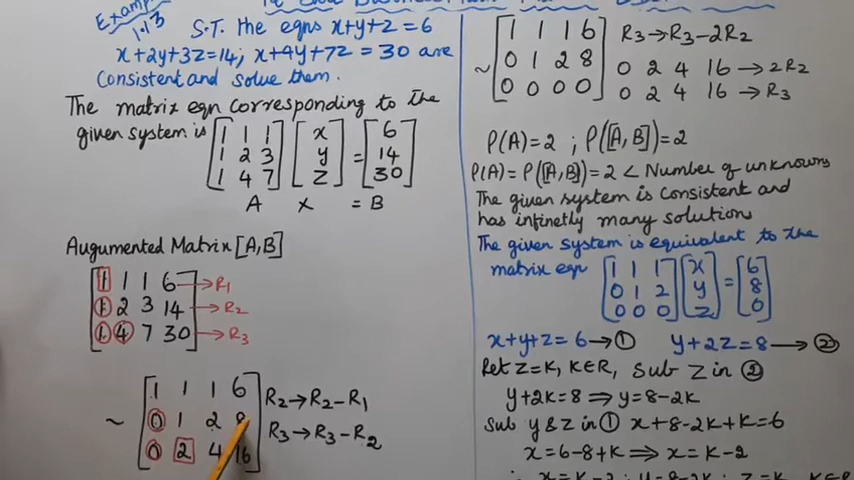 Examp
1.13
S.T. the eqns x+y+z=6
x+2y+3z=14; x+4y+7z=30 are
Consistent and solve them.
The matrix eqn corresponding to the
given system is [1 1 1 [x [6
1 2 3 y = 14
1 4 7] z] 30]
A X = B
Augumented Matrix [A,B]
[1 1 1 6 → R1
1 2 3 14 → R2
1 4 7 30] → R3
[1 1 1 6
~ 0 1 2 8 R2→R2-R1
0 2 4 16] R3→R3-R2
[1 1 1 6 R3→R3-2R2
~ 0 1 2 8 0 2 4 16 → 2R2
0 0 0 0] 0 2 4 16 → R3
ρ(A)=2 ; ρ([A,B])=2
ρ(A)=ρ([A,B])=2 < Number of unknowns
The given system is Consistent and
has infinetly many solutions
The given system is equivalent to the
matrix eqn [1 1 1 [x [6
0 1 2 y = 8
0 0 0] z] 0]
x+y+z=6 → ① y+2z=8 → ②
Let z=k, k∈R, Sub z in ②
y+2k=8 ⟹ y=8-2k
Sub y & z in ① x+8-2k+k=6
x=6-8+k ⟹ x=k-2
∴ x=k-2; y=8-2k; z=k, k∈R